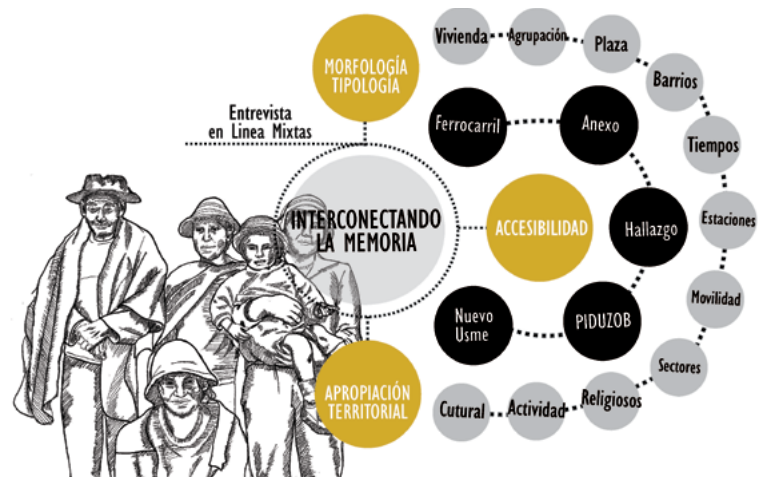 MORFOLOGÍA
TIPOLOGÍA
Entrevista
en Linea Mixtas
INTERCONECTANDO
LA MEMORIA
ACCESIBILIDAD
APROPIACIÓN
TERRITORIAL
Ferrocarril
Anexo
Hallazgo
PIDUZOB
Nuevo
Usme
Vivienda
Agrupación
Plaza
Barrios
Tiempos
Estaciones
Movilidad
Sectores
Religiosos
Actividad
Cutural